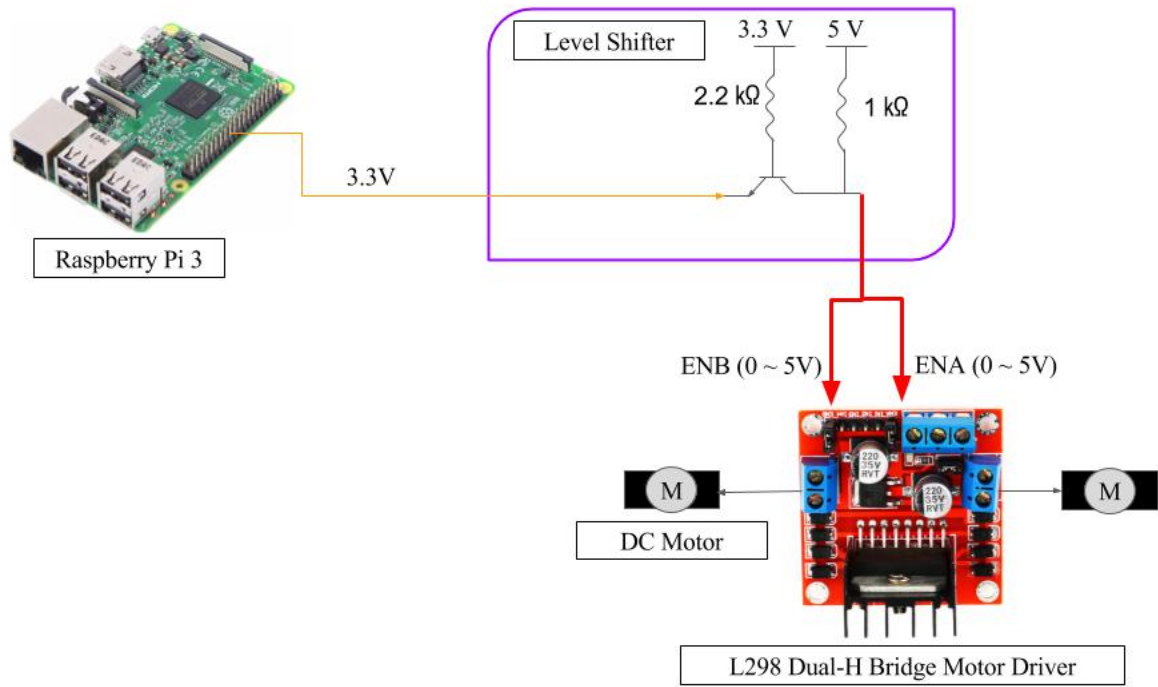 Level Shifter
3.3 V
5 V
2.2 kΩ
1 kΩ
3.3V
Raspberry Pi 3
ENB (0 ~ 5V)
ENA (0 ~ 5V)
220
35V
RVT
220
35V
RVT
M
M
DC Motor
L298 Dual-H Bridge Motor Driver